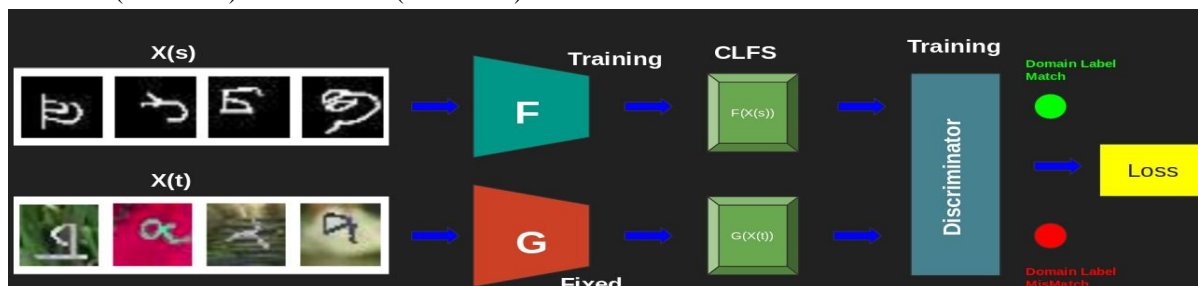 X(s)
Training
CLFS
Training
Domain Label
Match
F
F(X(s))
Discriminator
Loss
X(t)
G
G(X(t))
Fixed
Domain Label
MisMatch